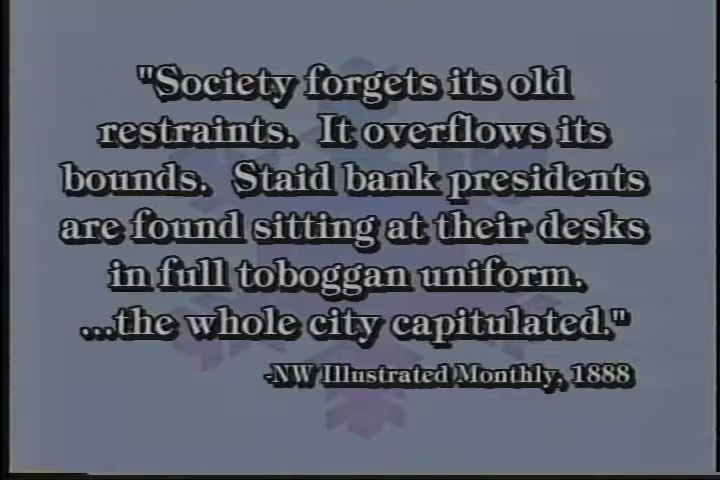 "Society forgets its old
restraints. It overflows its
bounds. Staid bank presidents
are found sitting at their desks
in full toboggan uniform.
...the whole city capitulated."
-NW Illustrated Monthly, 1888